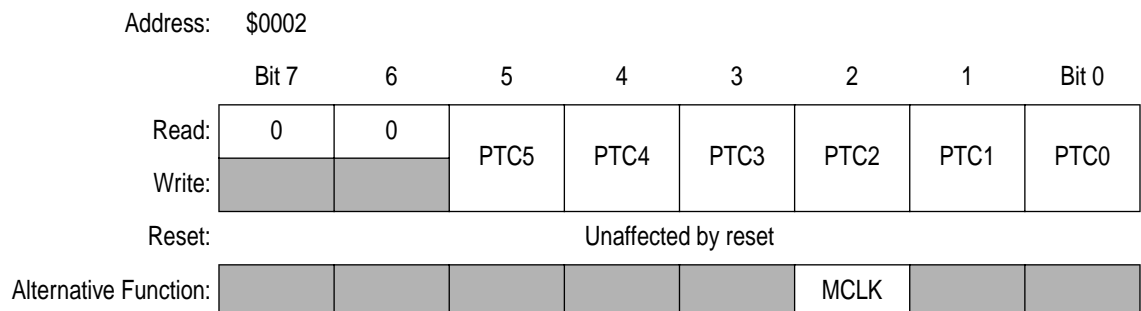 Address: $0002
Bit 7 6 5 4 3 2 1 Bit 0
Read: 0 0 PTC5 PTC4 PTC3 PTC2 PTC1 PTC0
Write:
Reset: Unaffected by reset
Alternative Function: MCLK